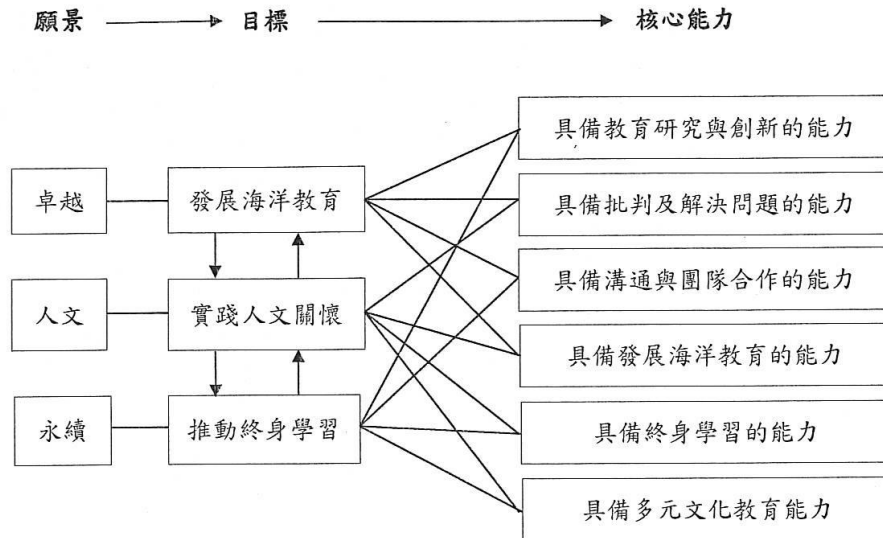 願景 目標 核心能力
具備教育研究與創新的能力
卓越 發展海洋教育 具備批判及解決問題的能力
具備溝通與團隊合作的能力
人文 實踐人文關懷
具備發展海洋教育的能力
永續 推動終身學習 具備終身學習的能力
具備多元文化教育能力